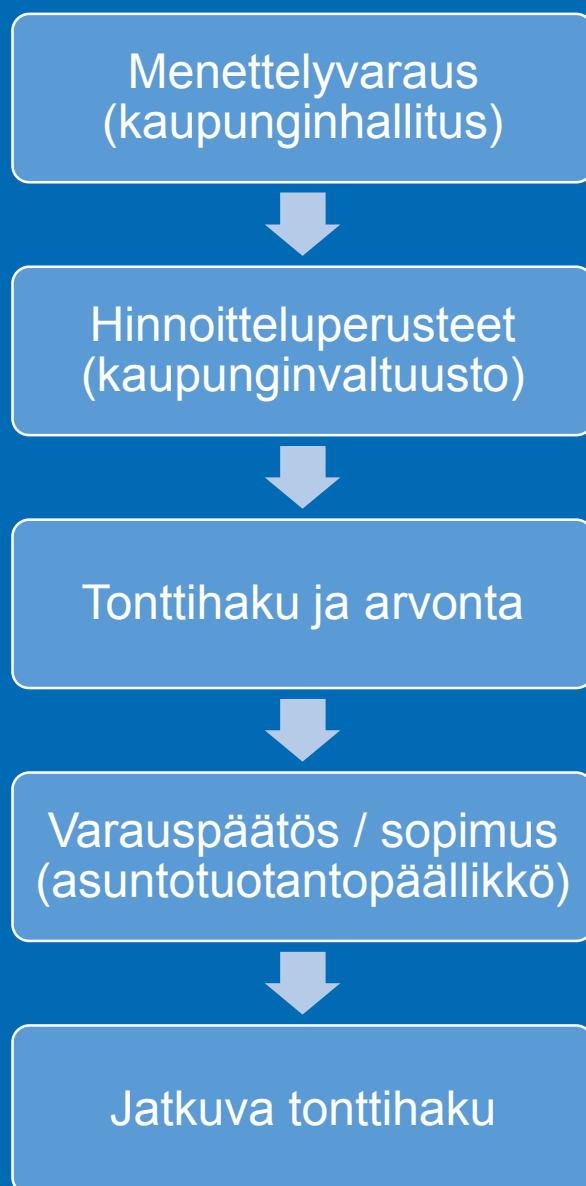 Menettelyvaraus
(kaupunginhallitus)
Hinnoitteluperusteet
(kaupunginvaltuusto)
Tonttihaku ja arvonta
Varauspäätös / sopimus
(asuntotuotantopäällikkö)
Jatkuva tonttihaku